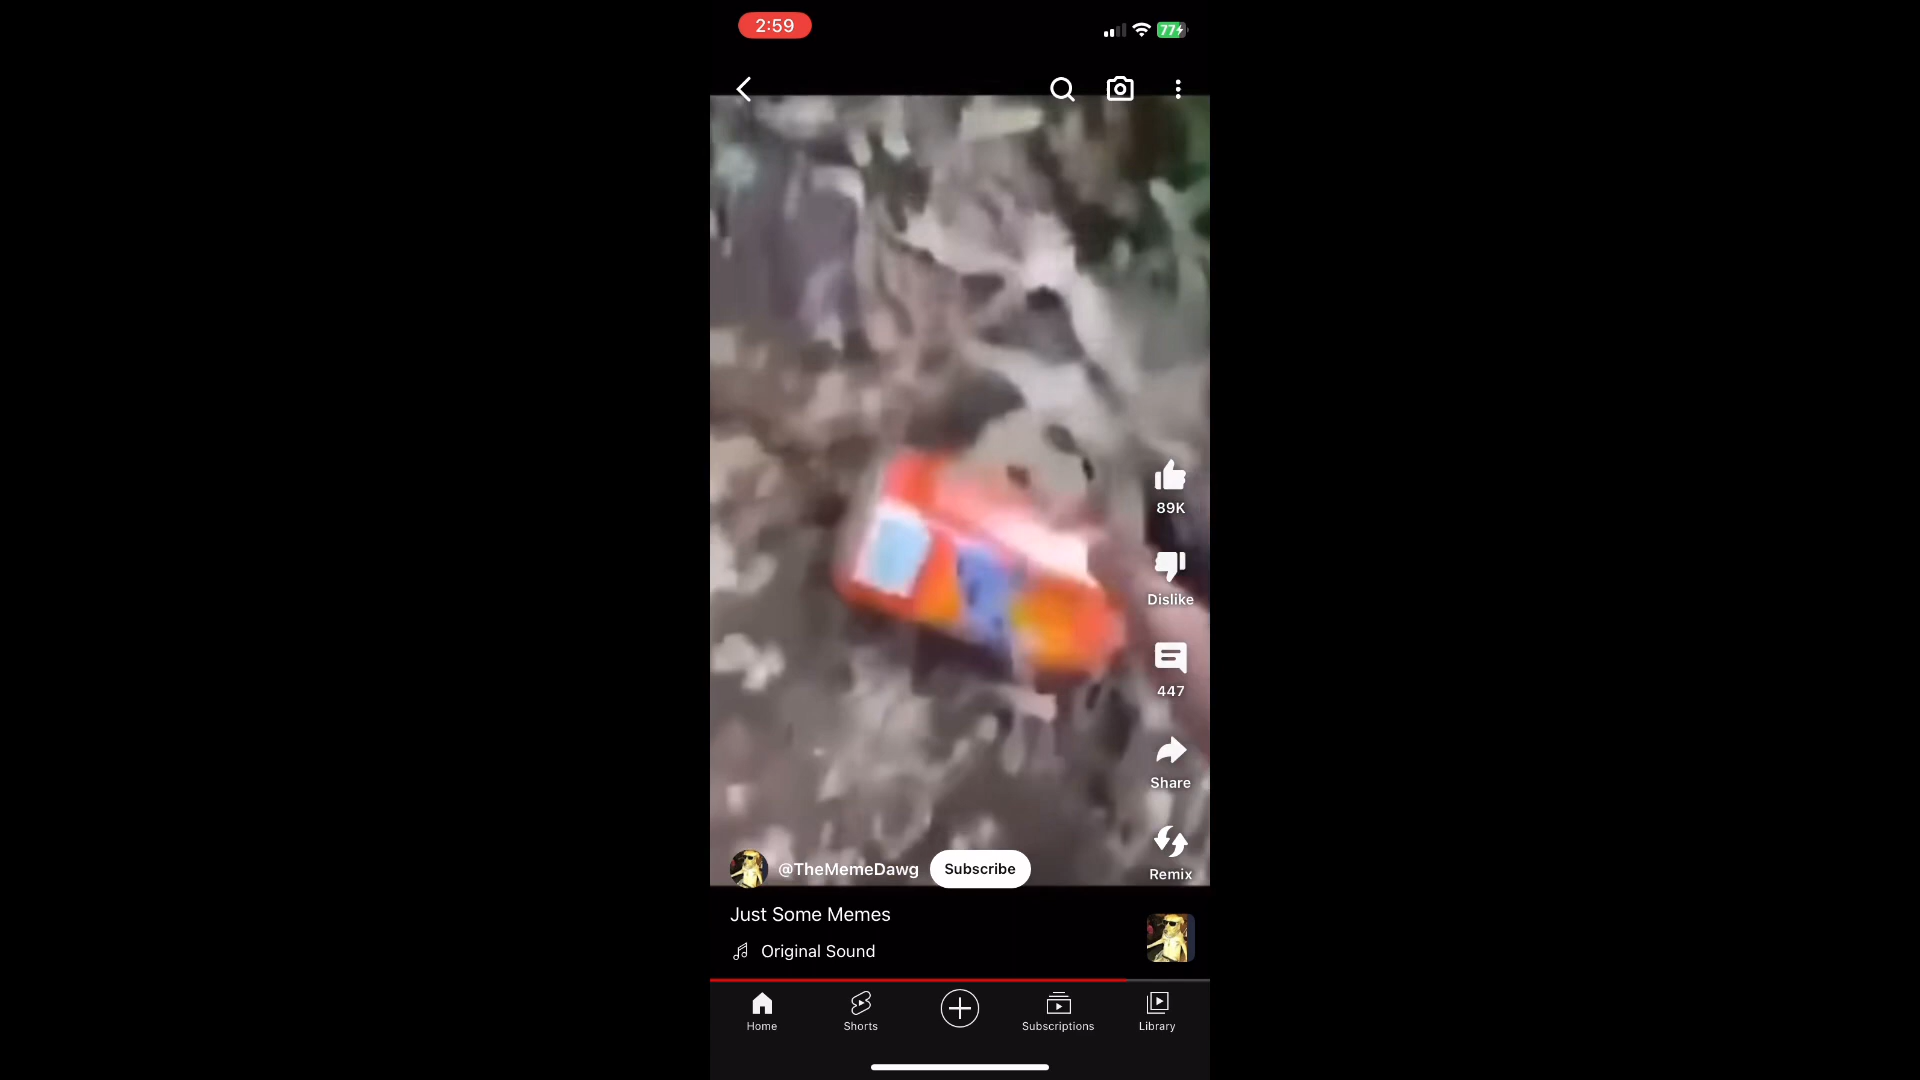 2:59
77
89K
Dislike
447
Share
Remix
@TheMemeDawg
Subscribe
Just Some Memes
Original Sound
Home
Shorts
Subscriptions
Library